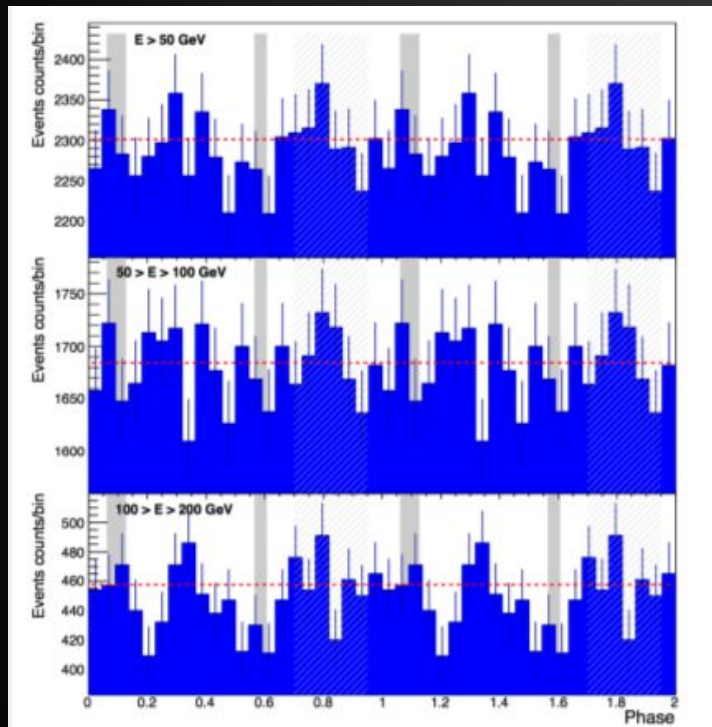 E > 50 GeV
Events counts/bin
2400
2350
2300
2250
2200
50 > E > 100 GeV
Events counts/bin
1750
1700
1650
1600
100 > E > 200 GeV
Events counts/bin
500
480
460
440
420
400
0 0.2 0.4 0.6 0.8 1 1.2 1.4 1.6 1.8 2
Phase